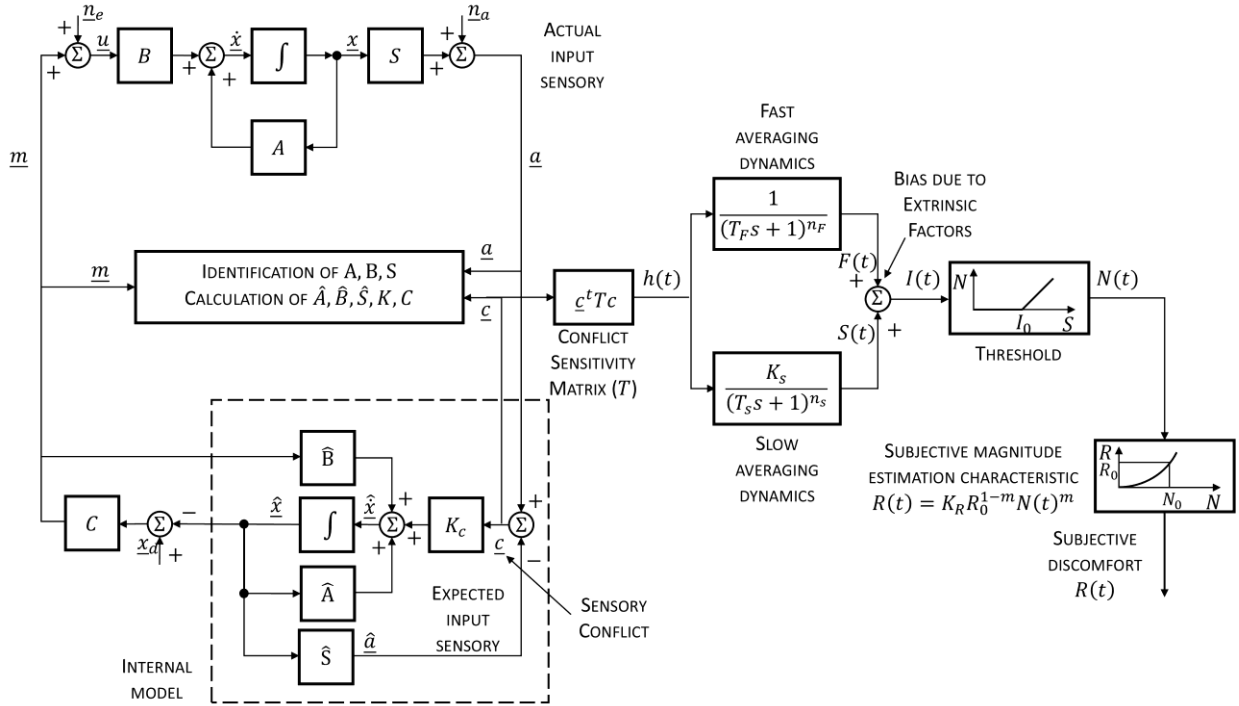 n_e
+
+
u
B
+
+
ẋ
∫
x
S
+
+
n_a
Σ
Σ
Σ
A
ACTUAL
INPUT
SENSORY
m
a
m
a
c
IDENTIFICATION OF A, B, S
CALCULATION OF Â, B̂, Ŝ, K, C
c^t Tc
CONFLICT
SENSITIVITY
MATRIX (T)
h(t)
FAST
AVERAGING
DYNAMICS
1
(T_F s + 1)^{n_F}
K_s
(T_s s + 1)^{n_s}
SLOW
AVERAGING
DYNAMICS
BIAS DUE TO
EXTRINSIC
FACTORS
F(t)
+
Σ
S(t)
+
I(t)
N
I_0
S
THRESHOLD
N(t)
R
R_0
N_0
N
SUBJECTIVE MAGNITUDE
ESTIMATION CHARACTERISTIC
R(t) = K_R R_0^{1−m} N(t)^m
SUBJECTIVE
DISCOMFORT
R(t)
B̂
C
Σ
−
+
x_d
x̂
∫
x̂̇
Σ
+
+
+
K_c
c
Σ
+
−
Â
Ŝ
â
EXPECTED
INPUT
SENSORY
SENSORY
CONFLICT
INTERNAL
MODEL